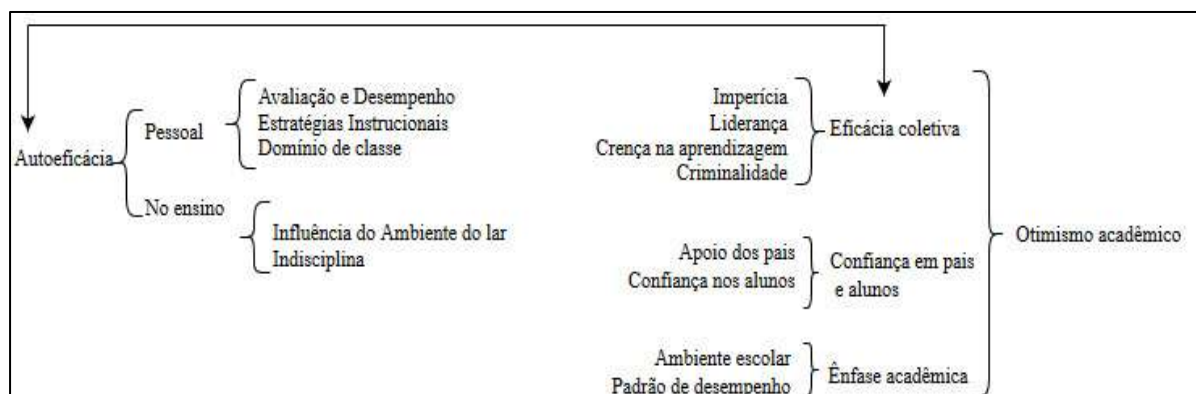 Avaliação e Desempenho
Estratégias Instrucionais
Domínio de classe
Pessoal
Autoeficácia
No ensino
Influência do Ambiente do lar
Indisciplina
Imperícia
Liderança
Crença na aprendizagem
Criminalidade
Eficácia coletiva
Apoio dos pais
Confiança nos alunos
Confiança em pais
e alunos
Ambiente escolar
Padrão de desempenho
Ênfase acadêmica
Otimismo acadêmico